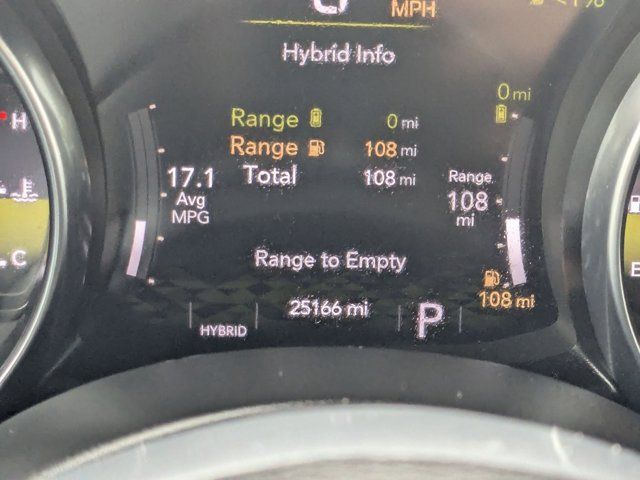 MPH
<1%
Hybrid Info
0 mi
Range 0 mi
H
Range 108 mi
17.1 Total 108 mi Range
Avg 108
MPG mi
C
Range to Empty
E
25166 mi 108 mi
HYBRID P